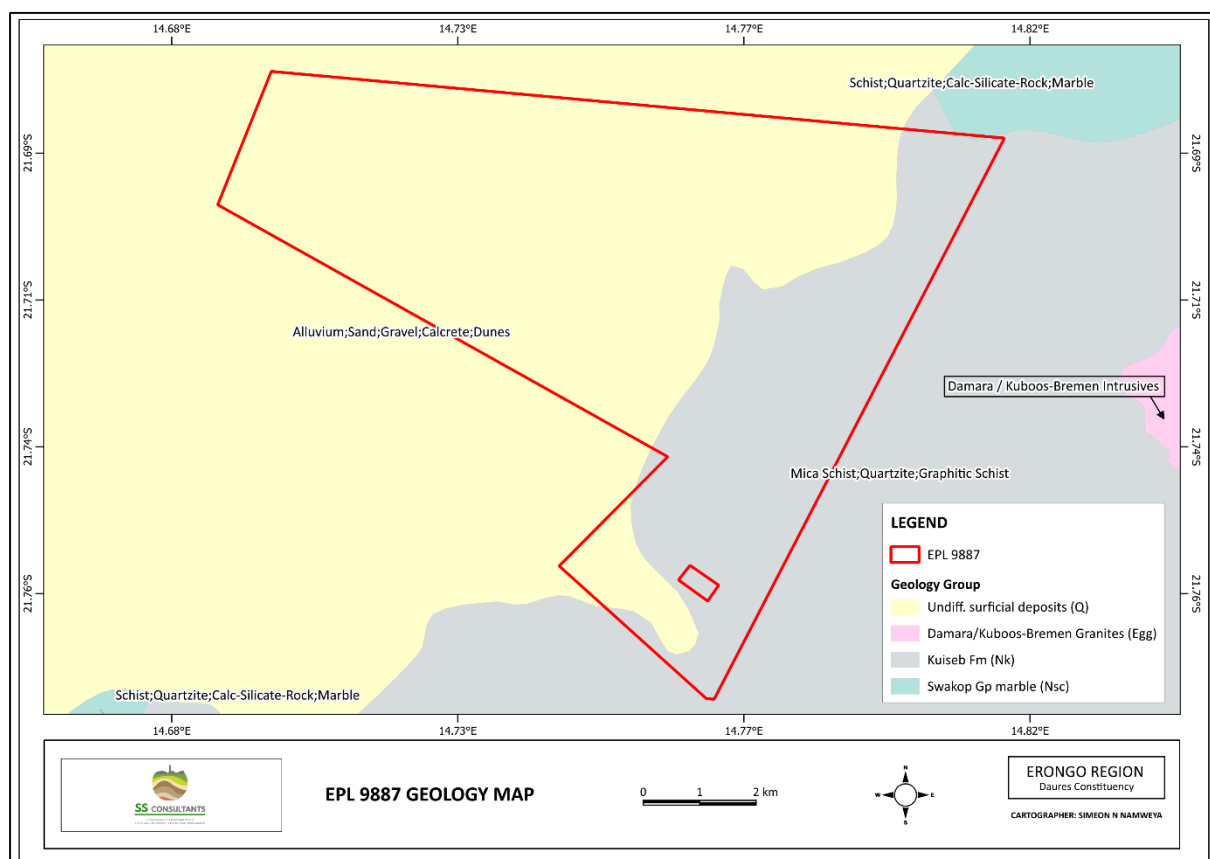 14.68°E 14.73°E 14.77°E 14.82°E
Schist;Quartzite;Calc-Silicate-Rock;Marble
21.69°S 21.69°S
21.71°S 21.71°S
Alluvium;Sand;Gravel;Calcrete;Dunes
Damara / Kuboos-Bremen Intrusives
21.74°S 21.74°S
Mica Schist;Quartzite;Graphitic Schist
LEGEND
EPL 9887
Geology Group
21.76°S 21.76°S
Undiff. surficial deposits (Q)
Damara/Kuboos-Bremen Granites (Egg)
Kuiseb Fm (Nk)
Swakop Gp marble (Nsc)
Schist;Quartzite;Calc-Silicate-Rock;Marble
14.68°E 14.73°E 14.77°E 14.82°E
SS CONSULTANTS
EPL 9887 GEOLOGY MAP
0 1 2 km
N
W E
S
ERONGO REGION
Daures Constituency
CARTOGRAPHER: SIMEON N NAMWEYA